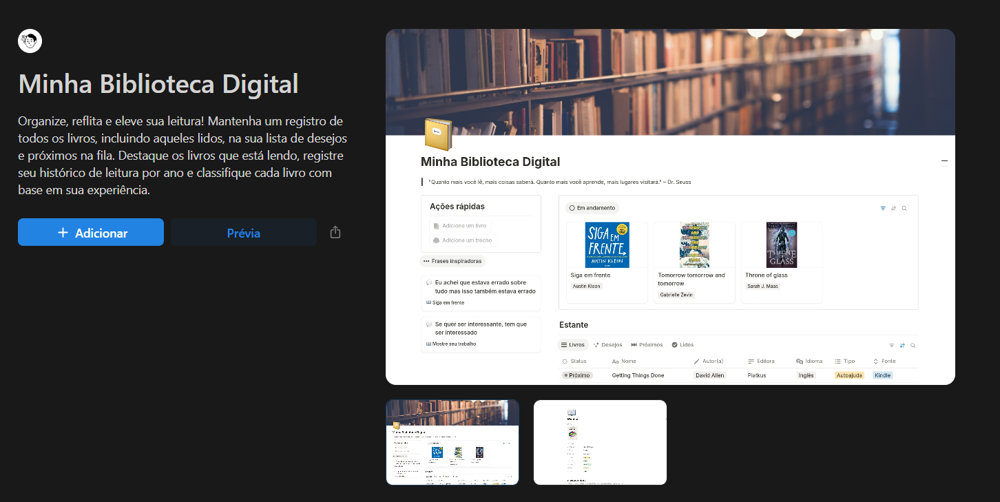 Minha Biblioteca Digital
Organize, reflita e eleve sua leitura! Mantenha um registro de
todos os livros, incluindo aqueles lidos, na sua lista de desejos
e próximos na fila. Destaque os livros que está lendo, registre
seu histórico de leitura por ano e classifique cada livro com
base em sua experiência.
Adicionar
Prévia
Minha Biblioteca Digital
"Quanto mais você lê, mais coisas saberá. Quanto mais você aprende, mais lugares visitará." – Dr. Seuss
Ações rápidas
Adicione um livro
Adicione um trecho
Frases inspiradoras
Eu achei que estava errado sobre
tudo mas isso também estava errado
Siga em frente
Se quer ser interessante, tem que
ser interessado
Mostre seu trabalho
Em andamento
SIGA EM
FRENTE
AUSTIN KLEON
Siga em frente
Austin Kleon
Tomorrow tomorrow and
tomorrow
Gabrielle Zevin
SARAH J. MAAS
THRONE
OF
GLASS
Throne of glass
Sarah J. Maas
Estante
Livros Desejos Próximos Lidos
Status Aa Nome Autor(a) Editora Idioma Tipo Fonte
Próximo Getting Things Done David Allen Piatkus Inglês Autoajuda Kindle
Minha Biblioteca Digital